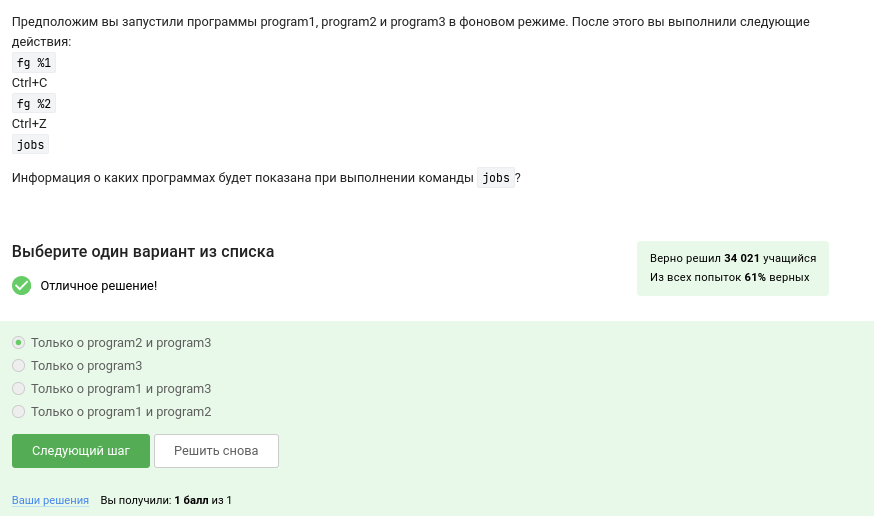 Предположим вы запустили программы program1, program2 и program3 в фоновом режиме. После этого вы выполнили следующие
действия:
fg %1
Ctrl+C
fg %2
Ctrl+Z
jobs
Информация о каких программах будет показана при выполнении команды jobs ?
Выберите один вариант из списка
Отличное решение!
Верно решил 34 021 учащийся
Из всех попыток 61% верных
Только о program2 и program3
Только о program3
Только о program1 и program3
Только о program1 и program2
Следующий шаг Решить снова
Ваши решения Вы получили: 1 балл из 1